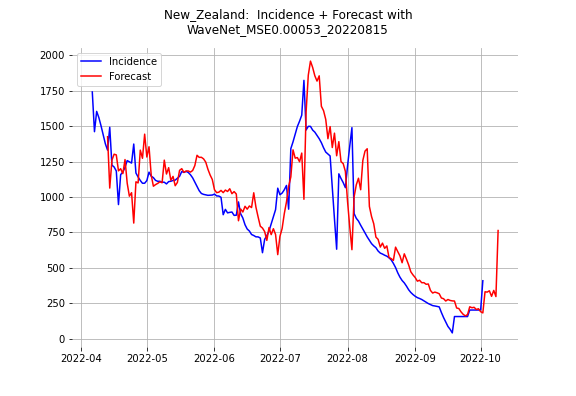 New_Zealand:  Incidence + Forecast with
WaveNet_MSE0.00053_20220815
Incidence
Forecast
2000
1750
1500
1250
1000
750
500
250
0
2022-04 2022-05 2022-06 2022-07 2022-08 2022-09 2022-10